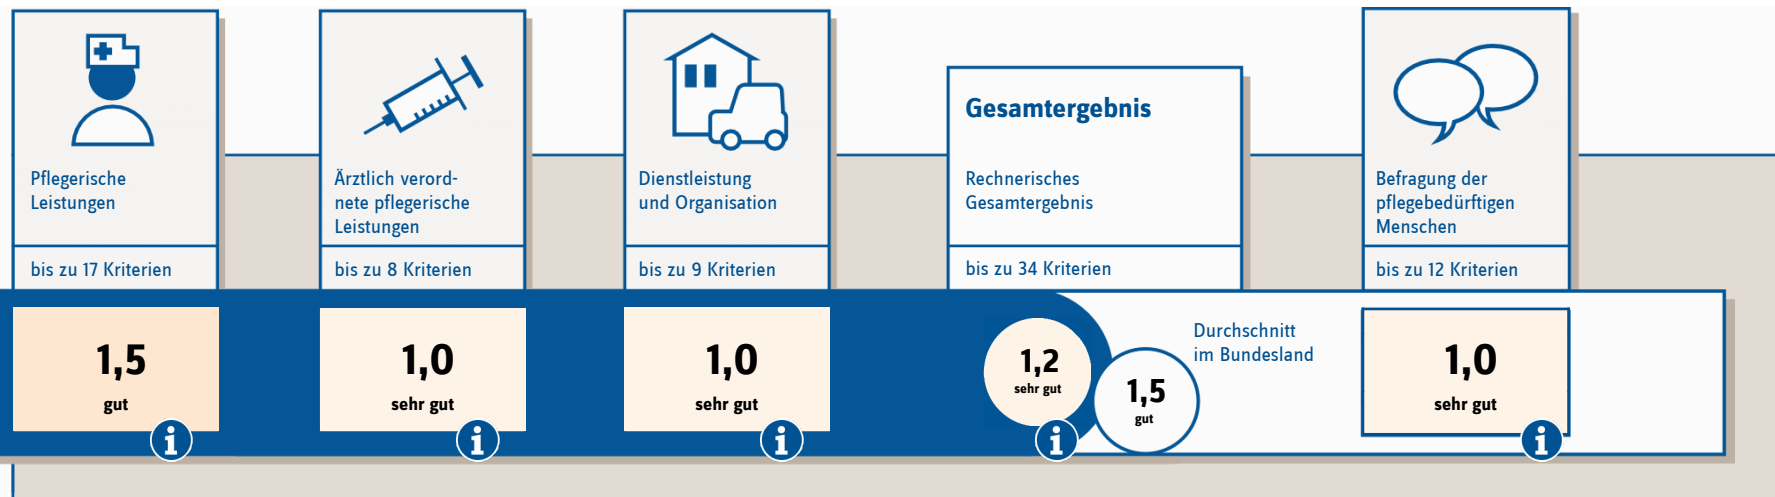 Pflegerische
Leistungen
bis zu 17 Kriterien
1,5
gut
i
Ärztlich verord-
nete pflegerische
Leistungen
bis zu 8 Kriterien
1,0
sehr gut
i
Dienstleistung
und Organisation
bis zu 9 Kriterien
1,0
sehr gut
i
Gesamtergebnis
Rechnerisches
Gesamtergebnis
bis zu 34 Kriterien
1,2
sehr gut
i
1,5
gut
Durchschnitt
im Bundesland
Befragung der
pflegebedürftigen
Menschen
bis zu 12 Kriterien
1,0
sehr gut
i